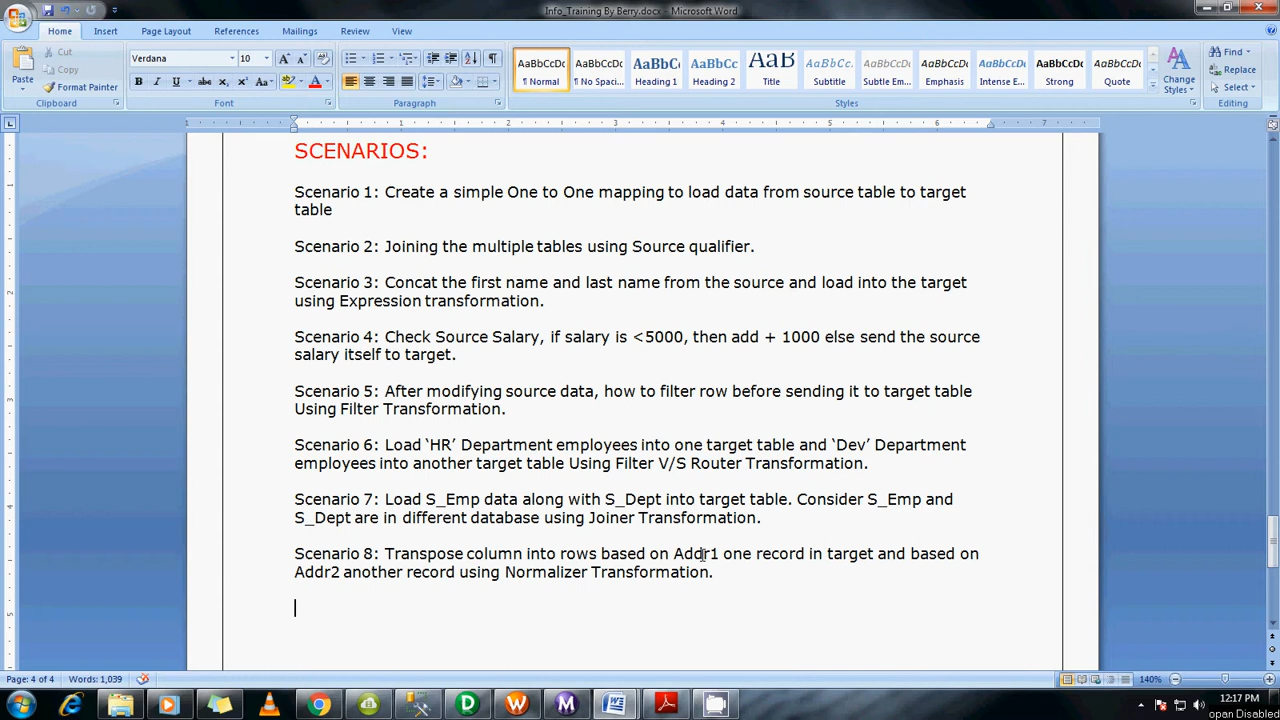 Info_Training By Berry.docx - Microsoft Word
Home Insert Page Layout References Mailings Review View
Paste
Cut
Copy
Format Painter
Clipboard
Verdana 10
Font
Paragraph
AaBbCcDc AaBbCcDc AaBbC AaBbCc AaB AaBbCc. AaBbCcDc AaBbCcDc AaBbCcDc AaBbCcDc AaBbCcDc
¶ Normal ¶ No Spaci... Heading 1 Heading 2 Title Subtitle Subtle Em... Emphasis Intense E... Strong Quote
Styles
Change Styles
Find
Replace
Select
Editing
1 1 2 3 4 5 6 7
SCENARIOS:
Scenario 1: Create a simple One to One mapping to load data from source table to target
table
Scenario 2: Joining the multiple tables using Source qualifier.
Scenario 3: Concat the first name and last name from the source and load into the target
using Expression transformation.
Scenario 4: Check Source Salary, if salary is <5000, then add + 1000 else send the source
salary itself to target.
Scenario 5: After modifying source data, how to filter row before sending it to target table
Using Filter Transformation.
Scenario 6: Load ‘HR’ Department employees into one target table and ‘Dev’ Department
employees into another target table Using Filter V/S Router Transformation.
Scenario 7: Load S_Emp data along with S_Dept into target table. Consider S_Emp and
S_Dept are in different database using Joiner Transformation.
Scenario 8: Transpose column into rows based on Addr1 one record in target and based on
Addr2 another record using Normalizer Transformation.
Page: 4 of 4 Words: 1,039 140%
12:17 PM
open Disabled